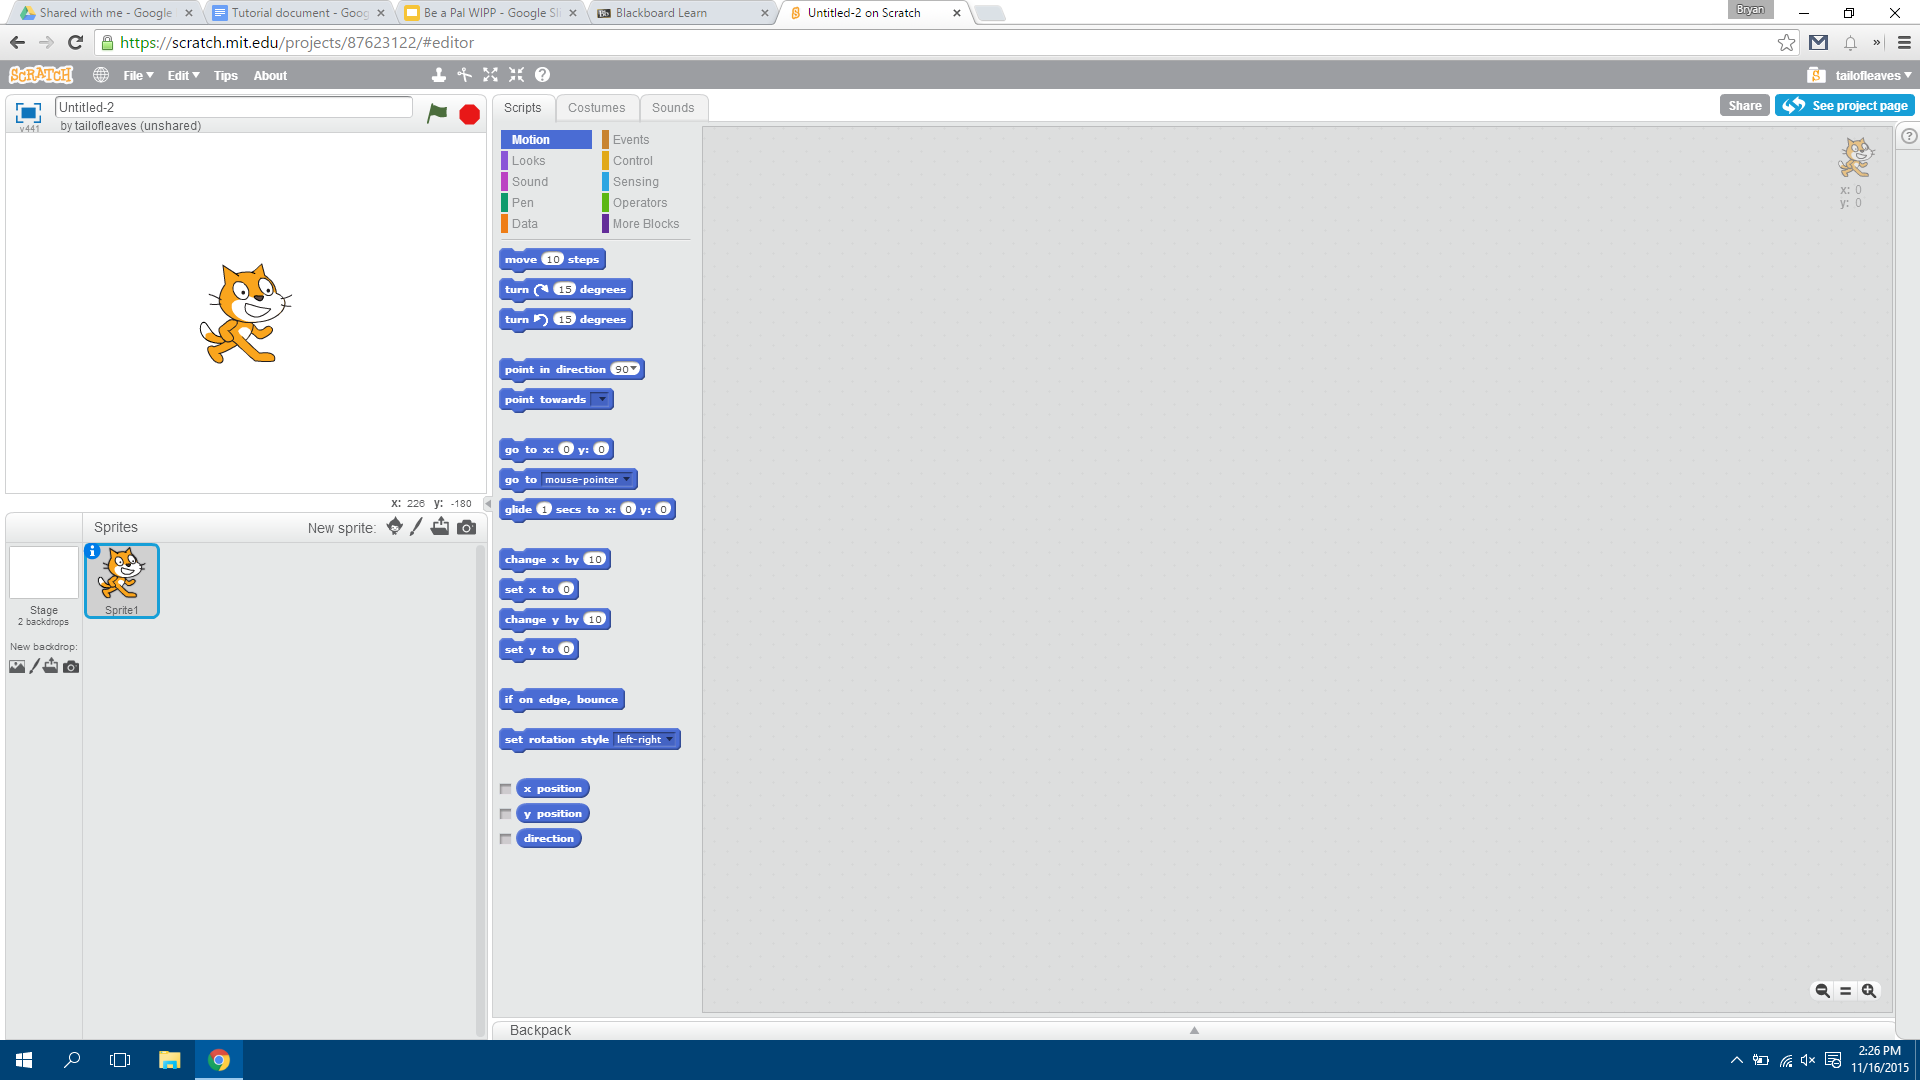 Shared with me - Google
Tutorial document - Goog
Be a Pal WIPP - Google Sl
Blackboard Learn
Untitled-2 on Scratch
Bryan
https://scratch.mit.edu/projects/87623122/#editor
SCRATCH File Edit Tips About
tailofleaves
v441
Untitled-2
by tailofleaves (unshared)
Scripts Costumes Sounds
Share
See project page
Motion Events
Looks Control
Sound Sensing
Pen Operators
Data More Blocks
x: 0
y: 0
move 10 steps
turn 15 degrees
turn 15 degrees
point in direction 90
point towards
go to x: 0 y: 0
go to mouse-pointer
glide 1 secs to x: 0 y: 0
change x by 10
set x to 0
change y by 10
set y to 0
if on edge, bounce
set rotation style left-right
x position
y position
direction
x: 226 y: -180
Sprites New sprite:
Stage
2 backdrops
New backdrop:
Sprite1
Backpack
2:26 PM
11/16/2015